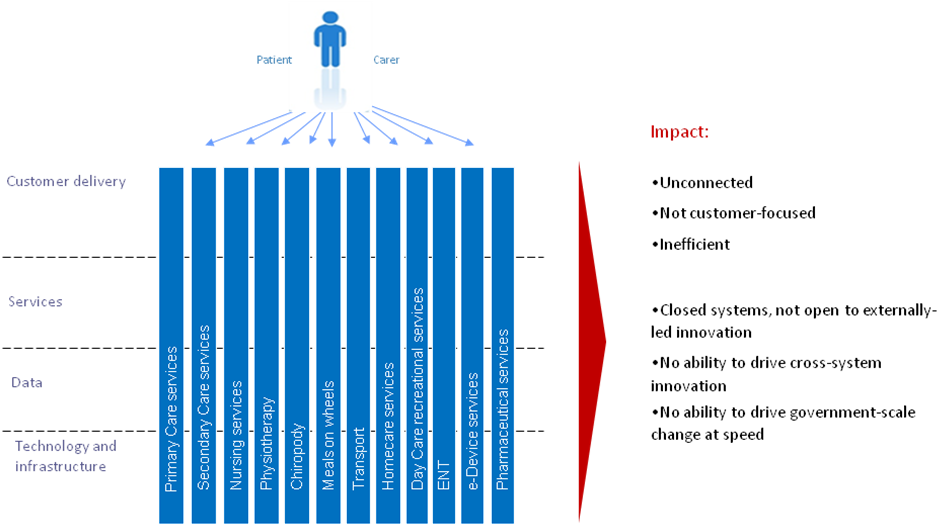 Patient
Carer
Impact:
Customer delivery
•Unconnected
•Not customer-focused
•Inefficient
Services
•Closed systems, not open to externally-
led innovation
Data
•No ability to drive cross-system
innovation
•No ability to drive government-scale
change at speed
Technology and
infrastructure
Primary Care services
Secondary Care services
Nursing services
Physiotherapy
Chiropody
Meals on wheels
Transport
Homecare services
Day Care recreational services
ENT
e-Device services
Pharmaceutical services